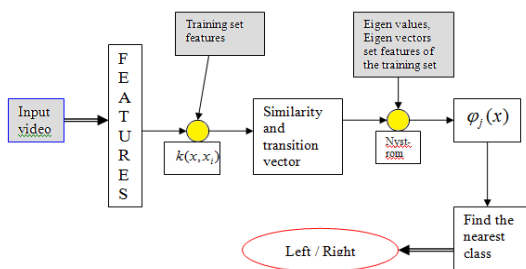 Training set
features
Eigen values,
Eigen vectors
set features of
the training set
Input
video
F
E
A
T
U
R
E
S
k(x, x_i)
Similarity
and
transition
vector
Nyst-
rom
φ_j(x)
Find the
nearest
class
Left / Right